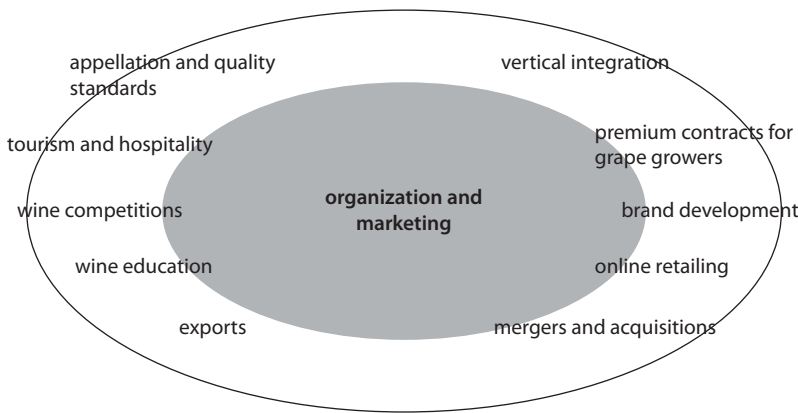 appellation and quality
standards
vertical integration
tourism and hospitality
premium contracts for
grape growers
organization and
marketing
wine competitions
brand development
wine education
online retailing
exports
mergers and acquisitions